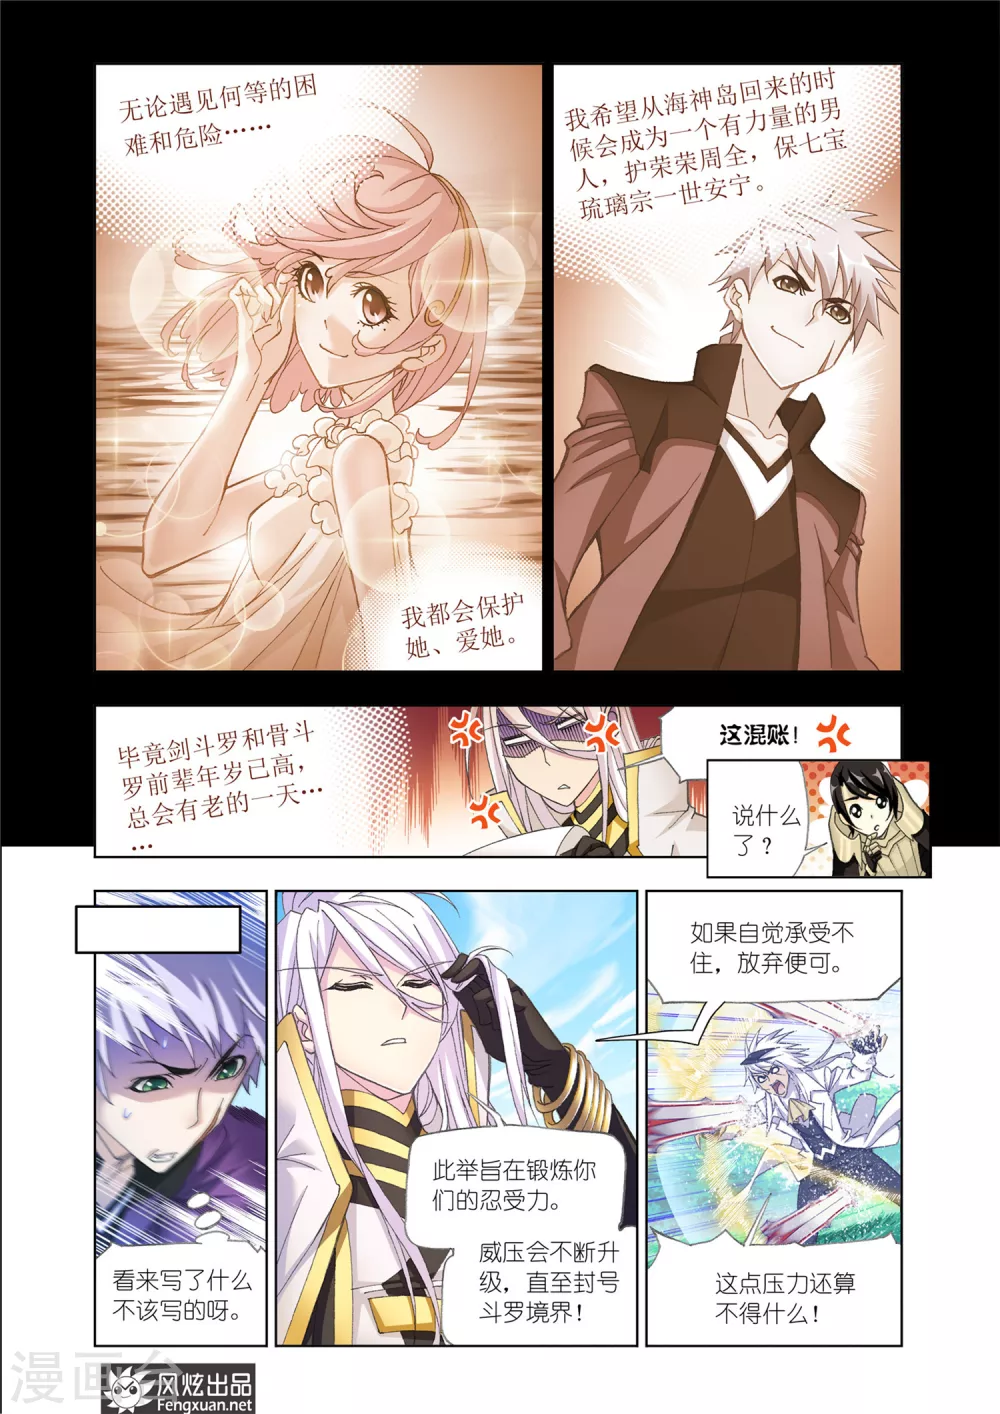 无论遇见何等的困
难和危险……
我都会保护
她、爱她。
我希望从海神岛回来的时
候会成为一个有力量的男
人，护荣荣周全，保七宝
琉璃宗一世安宁。
毕竟剑斗罗和骨斗
罗前辈年岁已高，
总会有老的一天…
…
这混账！
说什么
了？
看来写了什么
不该写的呀。
此举旨在锻炼你
们的忍受力。
威压会不断升
级，直至封号
斗罗境界！
如果自觉承受不
住，放弃便可。
这点压力还算
不得什么！
漫画台
风炫出品
Fengxuan.net